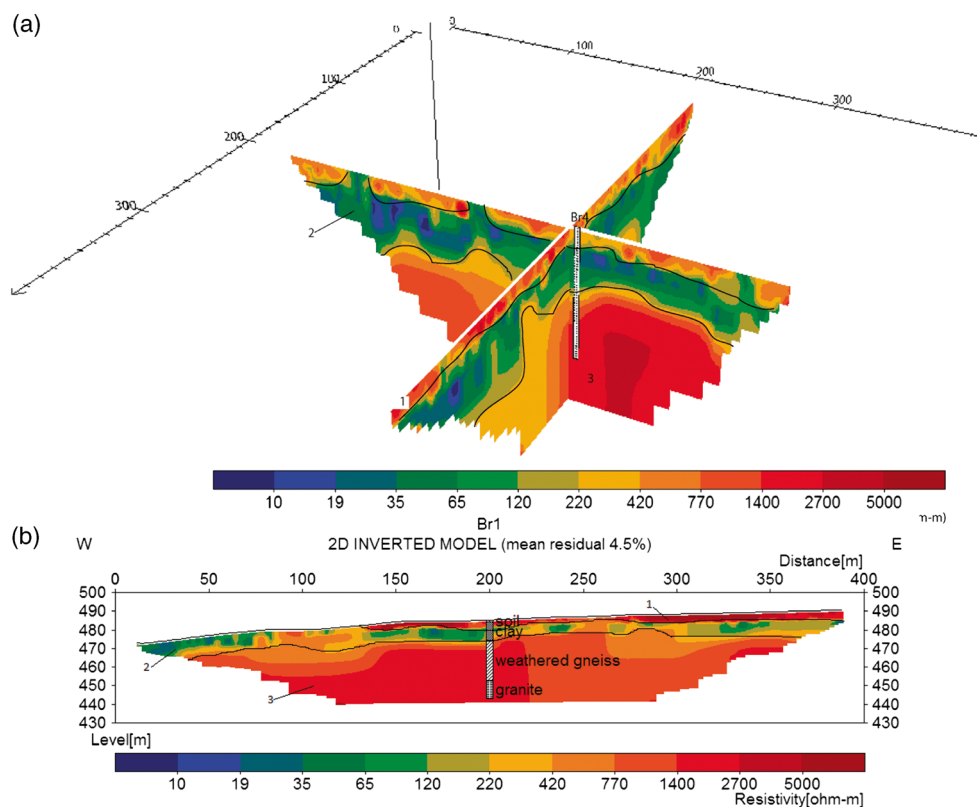 (a)
0
0
100
100
200
200
300
300
Br4
2
3
1
10 19 35 65 120 220 420 770 1400 2700 5000
Br1
m-m)
(b)
W
2D INVERTED MODEL (mean residual 4.5%)
E
Distance[m]
0 50 100 150 200 250 300 350 400
500 500
490 1 490
soil
480 clay 480
470 470
2
weathered gneiss
460 460
450 3 granite 450
440 440
430 430
Level[m]
10 19 35 65 120 220 420 770 1400 2700 5000
Resistivity[ohm-m]